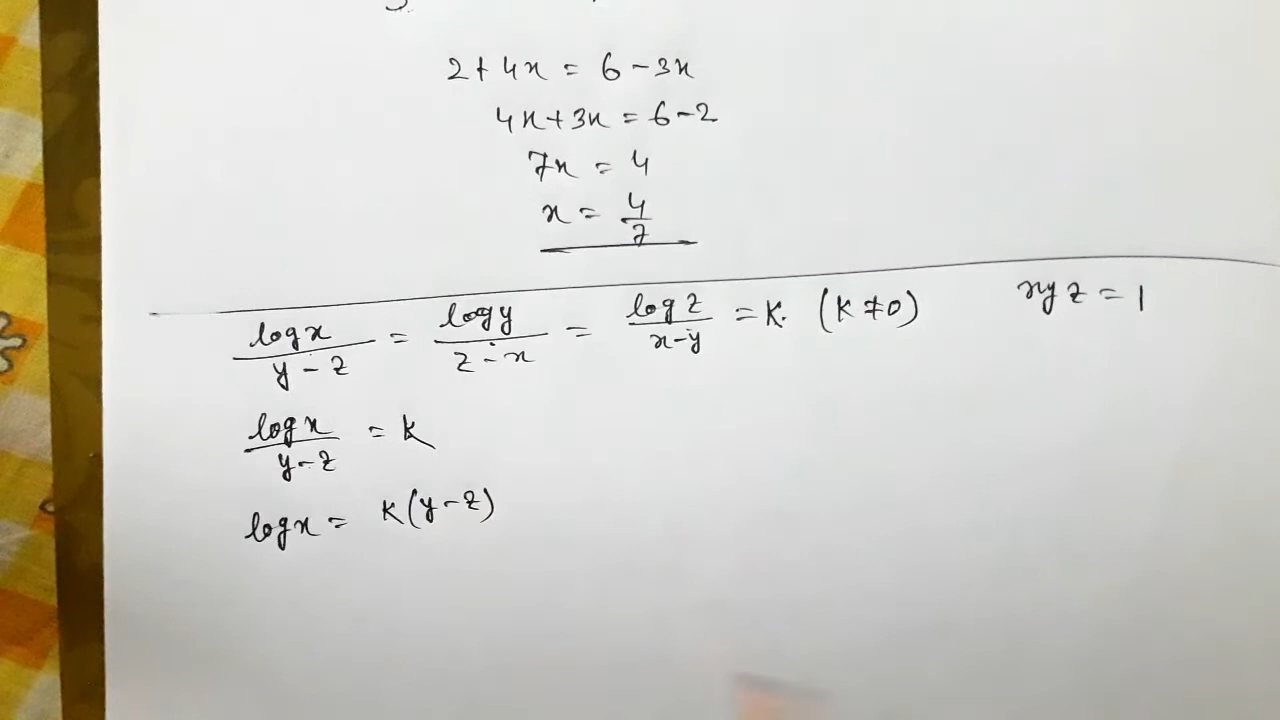 2 + 4x = 6 - 3x
4x + 3x = 6 - 2
7x = 4
x = 4/7
log x/(y - z) = log y/(z - x) = log z/(x - y) = K. (K ≠ 0) xyz = 1
log x/(y - z) = K
log x = K(y - z)